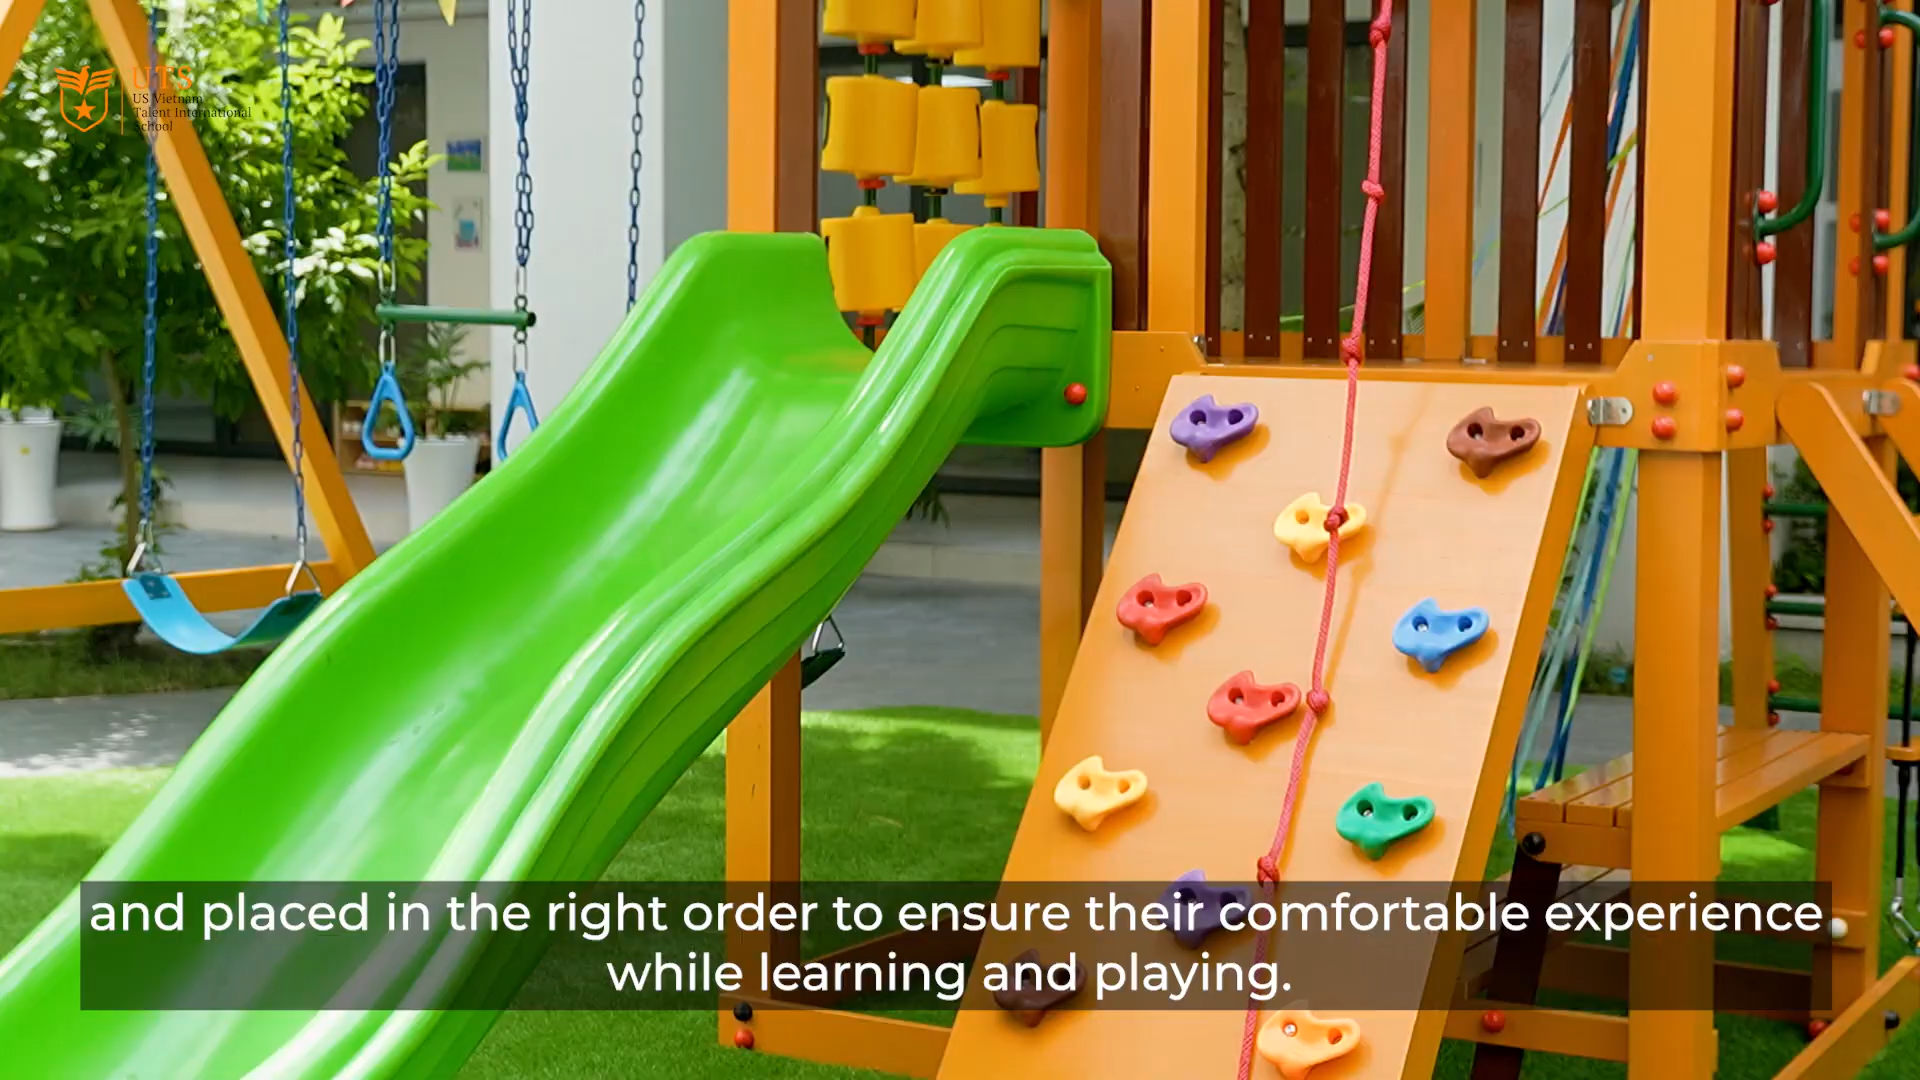 UTS
US Vietnam
Talent International
School
and placed in the right order to ensure their comfortable experience
while learning and playing.